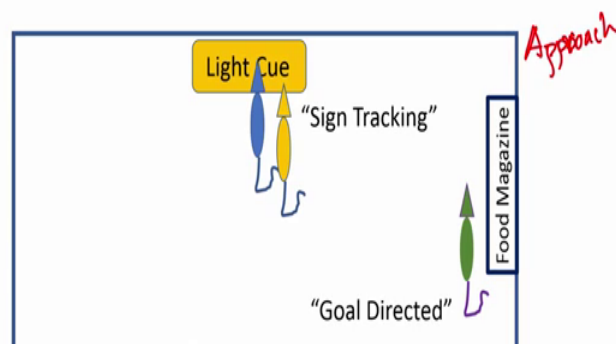 Approach
Light Cue
“Sign Tracking”
Food Magazine
“Goal Directed”